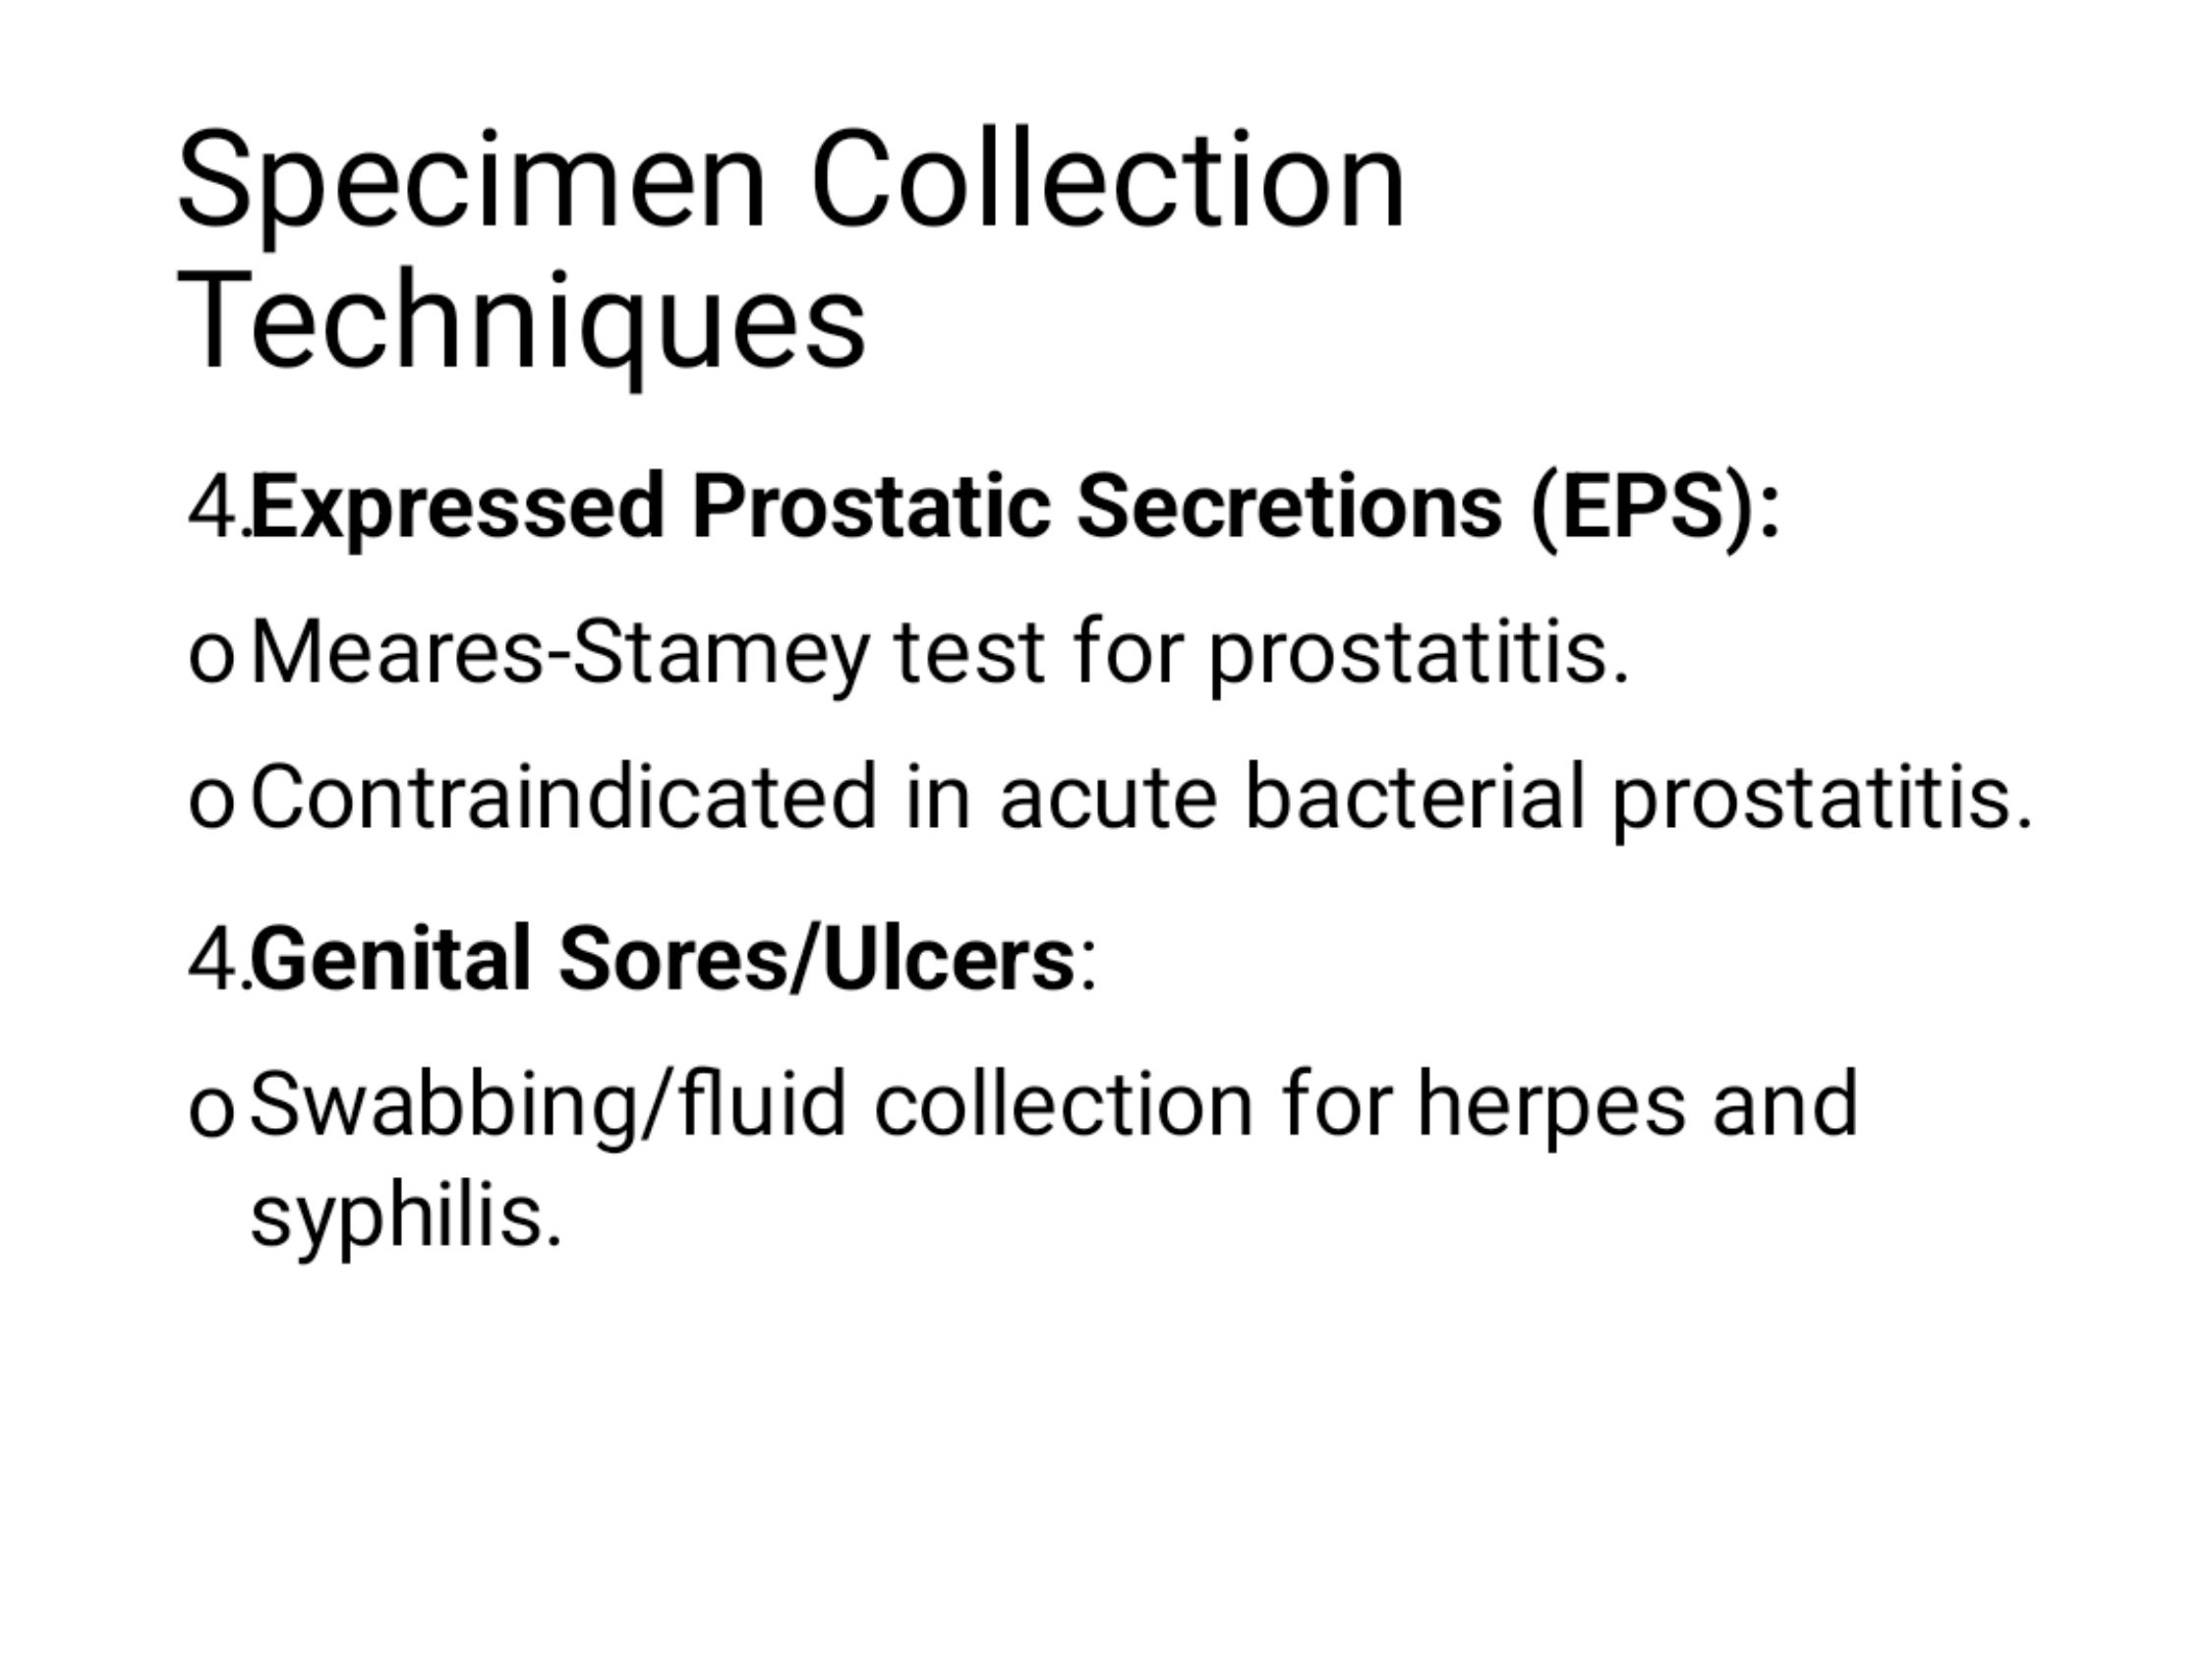 Specimen Collection
Techniques
4.Expressed Prostatic Secretions (EPS):
o Meares-Stamey test for prostatitis.
o Contraindicated in acute bacterial prostatitis.
4.Genital Sores/Ulcers:
o Swabbing/fluid collection for herpes and
syphilis.